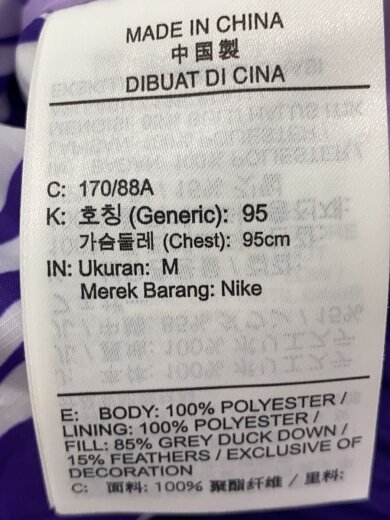 MADE IN CHINA
中国製
DIBUAT DI CINA
C: 170/88A
K: 호칭 (Generic): 95
가슴둘레 (Chest): 95cm
IN: Ukuran: M
Merek Barang: Nike
E: BODY: 100% POLYESTER /
LINING: 100% POLYESTER /
FILL: 85% GREY DUCK DOWN /
15% FEATHERS / EXCLUSIVE OF
DECORATION
C: 面料: 100% 聚酯纤维 / 里料: